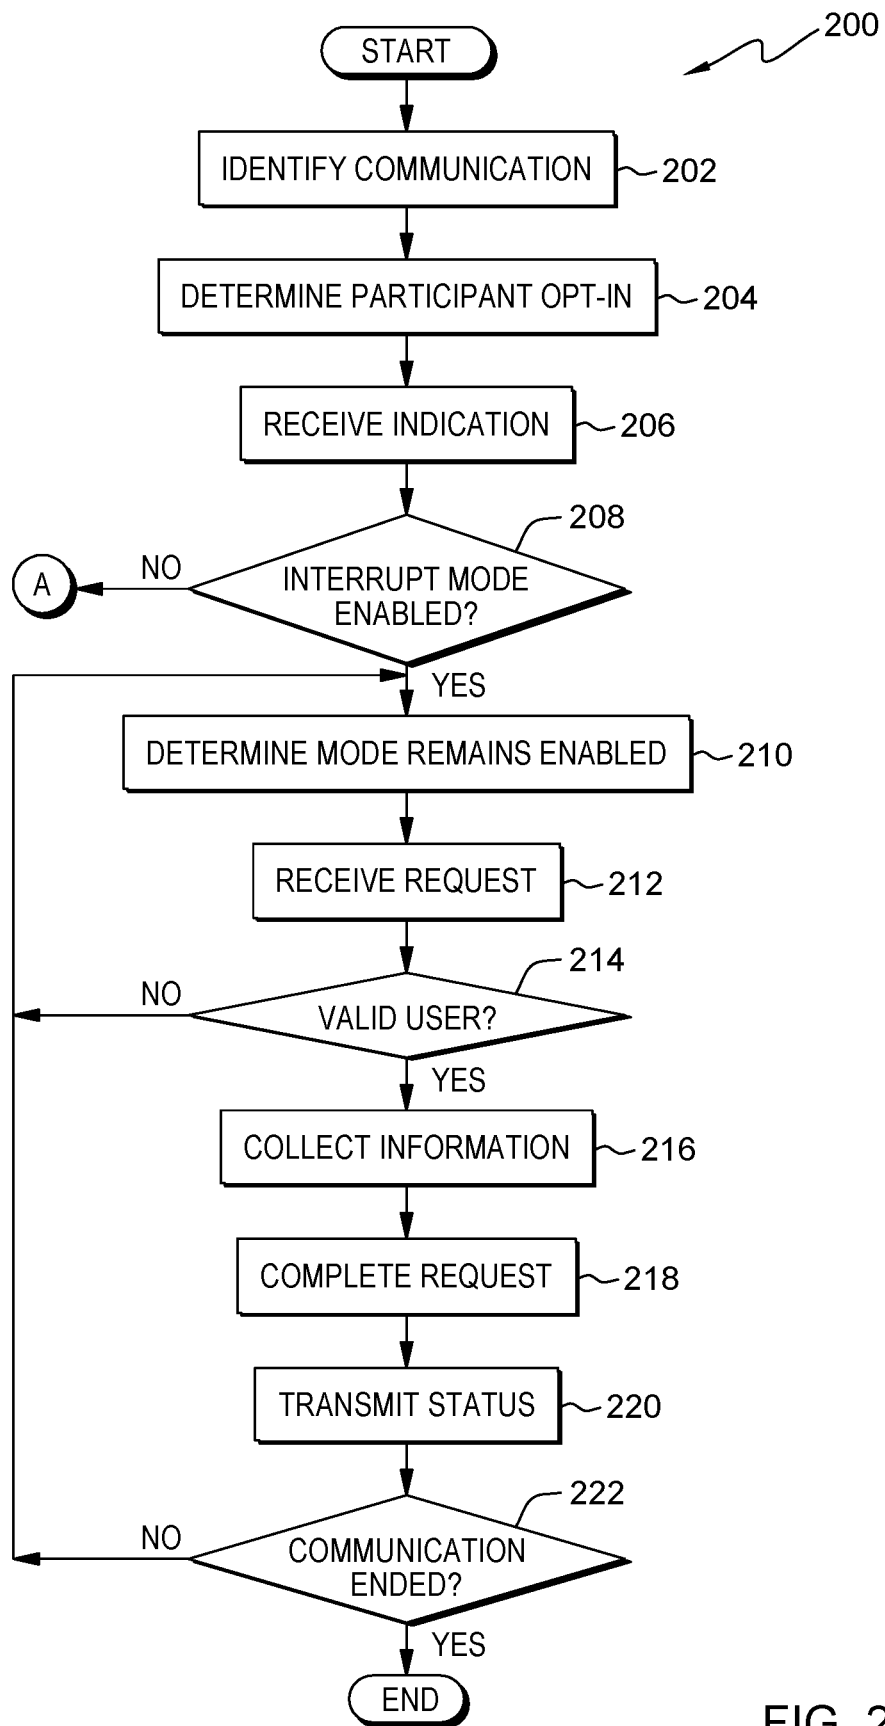 200
START
IDENTIFY COMMUNICATION
202
DETERMINE PARTICIPANT OPT-IN
204
RECEIVE INDICATION
206
208
INTERRUPT MODE
ENABLED?
NO
A
YES
DETERMINE MODE REMAINS ENABLED
210
RECEIVE REQUEST
212
214
VALID USER?
NO
YES
COLLECT INFORMATION
216
COMPLETE REQUEST
218
TRANSMIT STATUS
220
222
COMMUNICATION
ENDED?
NO
YES
END
FIG. 2